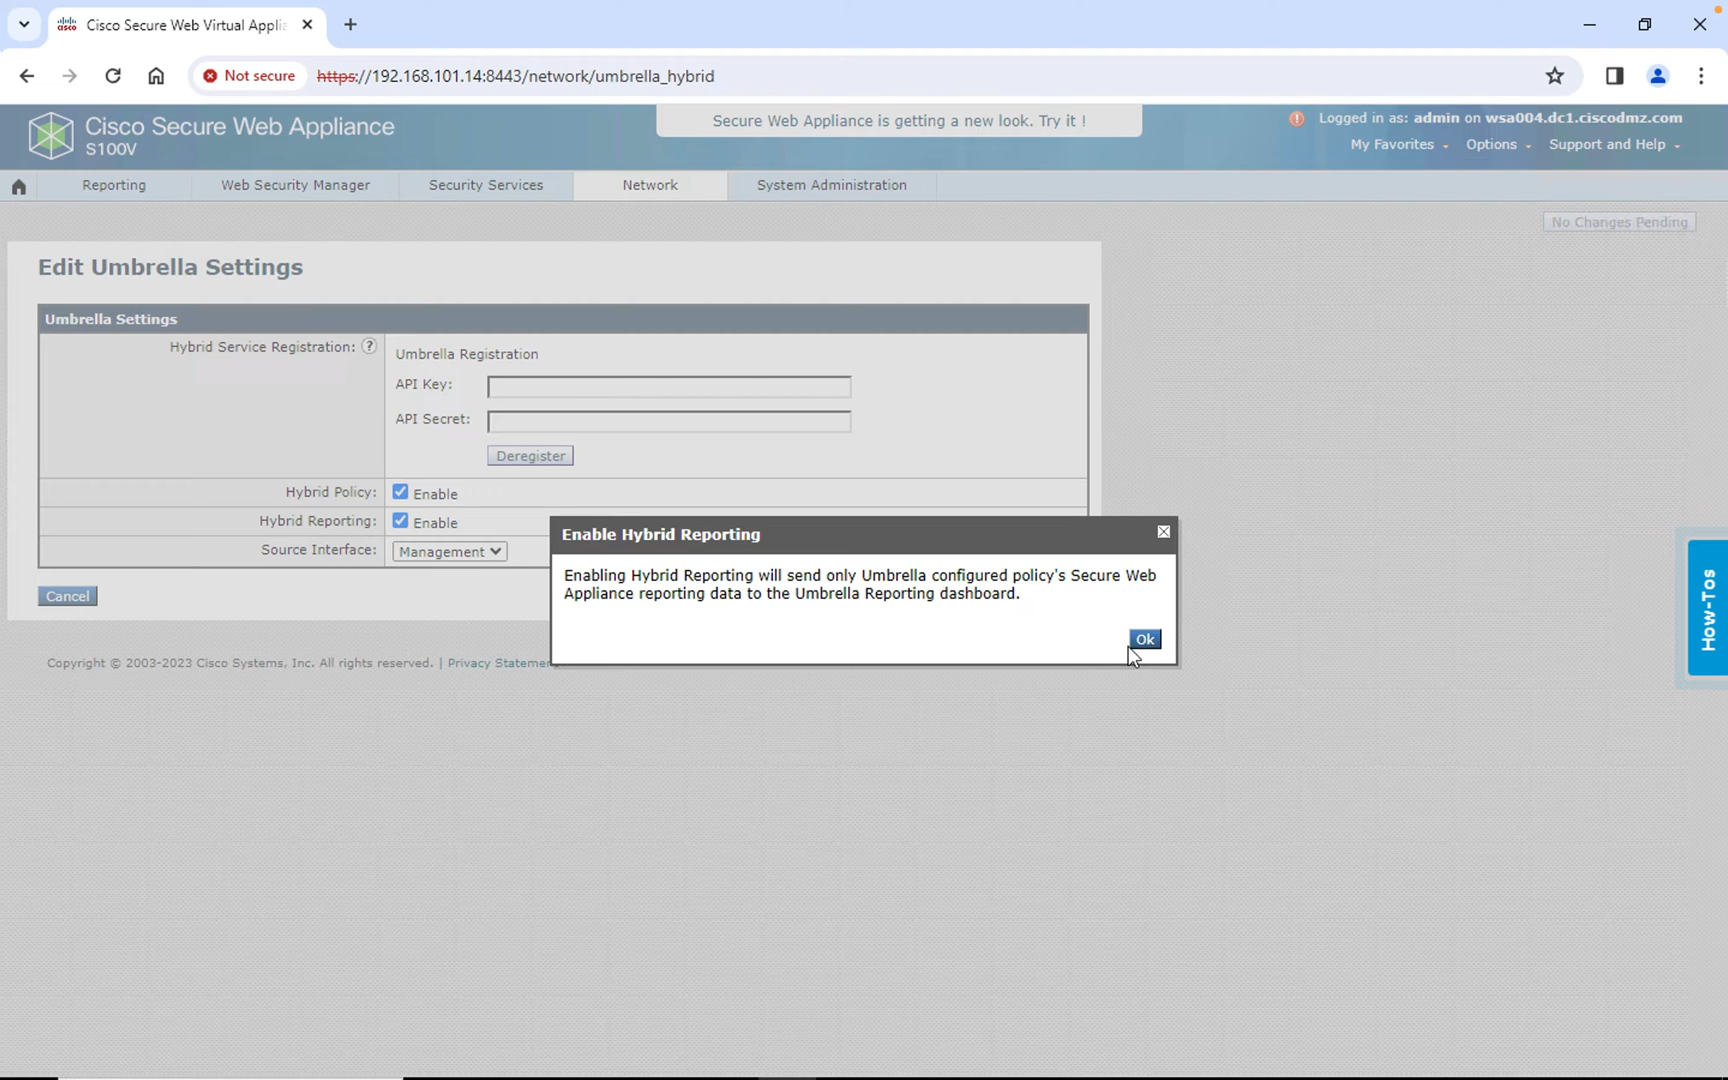 Cisco Secure Web Virtual Appli
Not secure
https://192.168.101.14:8443/network/umbrella_hybrid
Cisco Secure Web Appliance
S100V
Secure Web Appliance is getting a new look. Try it !
Logged in as: admin on wsa004.dc1.ciscodmz.com
My Favorites Options Support and Help
Reporting Web Security Manager Security Services Network System Administration
No Changes Pending
Edit Umbrella Settings
Umbrella Settings
Hybrid Service Registration: ?
Umbrella Registration
API Key:
API Secret:
Deregister
Hybrid Policy: Enable
Hybrid Reporting: Enable
Source Interface: Management
Cancel
Enable Hybrid Reporting
Enabling Hybrid Reporting will send only Umbrella configured policy's Secure Web
Appliance reporting data to the Umbrella Reporting dashboard.
Ok
Copyright © 2003-2023 Cisco Systems, Inc. All rights reserved. | Privacy Statemen
How-Tos